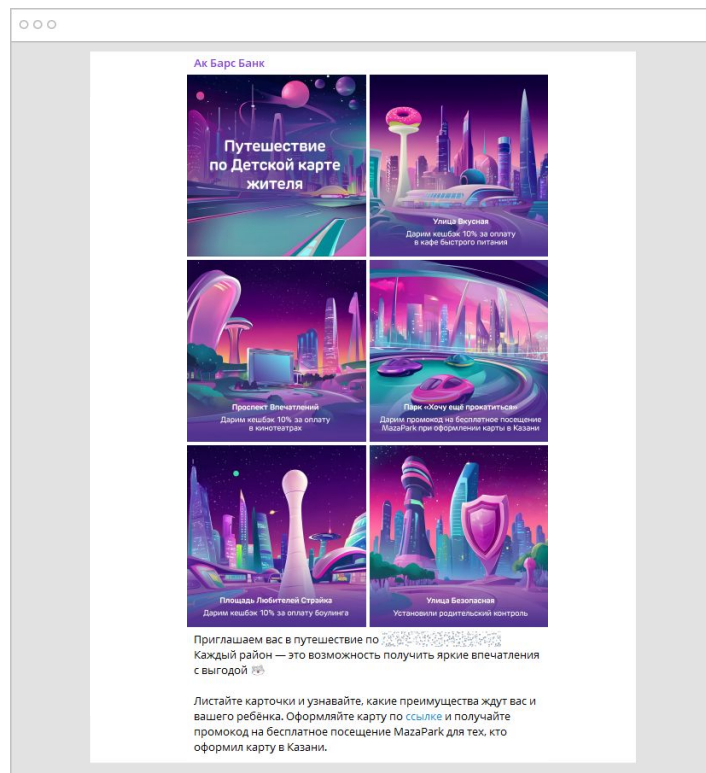 Ак Барс Банк
Путешествие
по Детской карте
жителя
Улица Вкусная
Дарим кешбэк 10% за оплату
в кафе быстрого питания
Проспект Впечатлений
Дарим кешбэк 10% за оплату
в кинотеатрах
Парк «Хочу ещё прокатиться»
Дарим промокод на бесплатное посещение
MazaPark при оформлении карты в Казани
Площадь Любителей Страйка
Дарим кешбэк 10% за оплату боулинга
Улица Безопасная
Установили родительский контроль
Приглашаем вас в путешествие по
Каждый район — это возможность получить яркие впечатления
с выгодой
Листайте карточки и узнавайте, какие преимущества ждут вас и
вашего ребёнка. Оформляйте карту по ссылке и получайте
промокод на бесплатное посещение MazaPark для тех, кто
оформил карту в Казани.